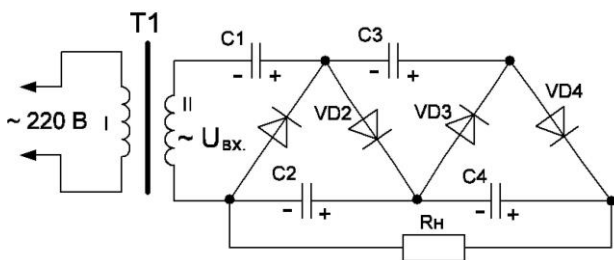 T1
C1
C3
- +
- +
~ 220 В
I
II
~ Uвх.
VD2
VD3
VD4
C2
C4
- +
- +
Rн